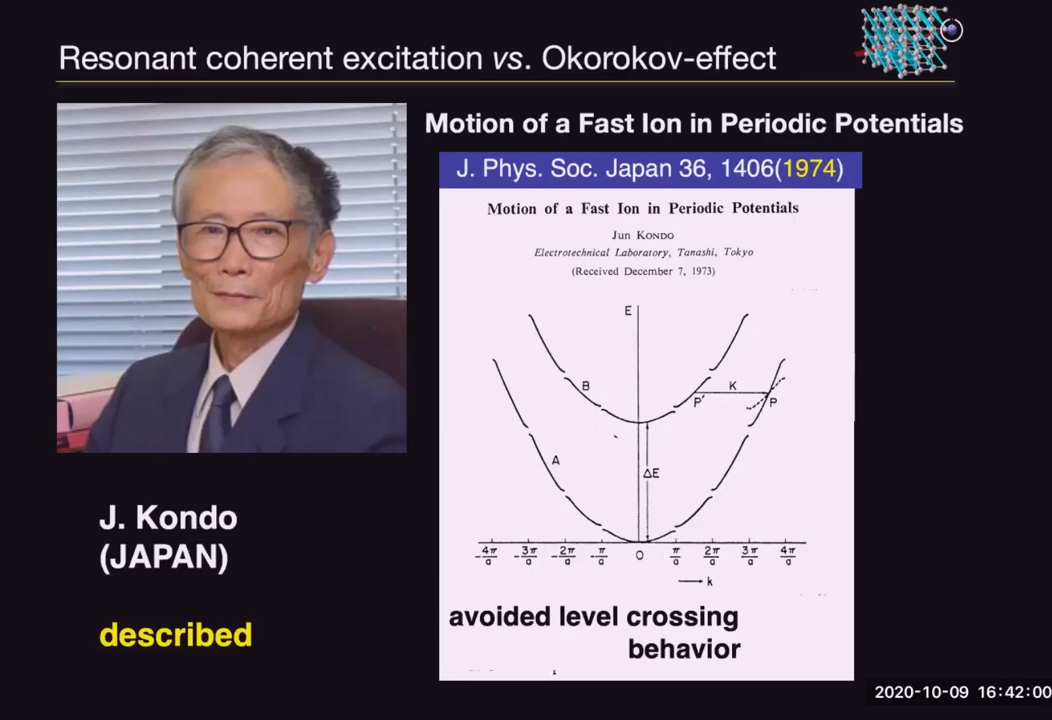 Resonant coherent excitation vs. Okorokov-effect
Motion of a Fast Ion in Periodic Potentials
J. Phys. Soc. Japan 36, 1406(1974)
Motion of a Fast Ion in Periodic Potentials
Jun KONDO
Electrotechnical Laboratory, Tanashi, Tokyo
(Received December 7, 1973)
E
B
K
P′
P
A
ΔE
-4π/a -3π/a -2π/a -π/a 0 π/a 2π/a 3π/a 4π/a
→ k
J. Kondo
(JAPAN)
described
avoided level crossing
behavior
2020-10-09 16:42:00